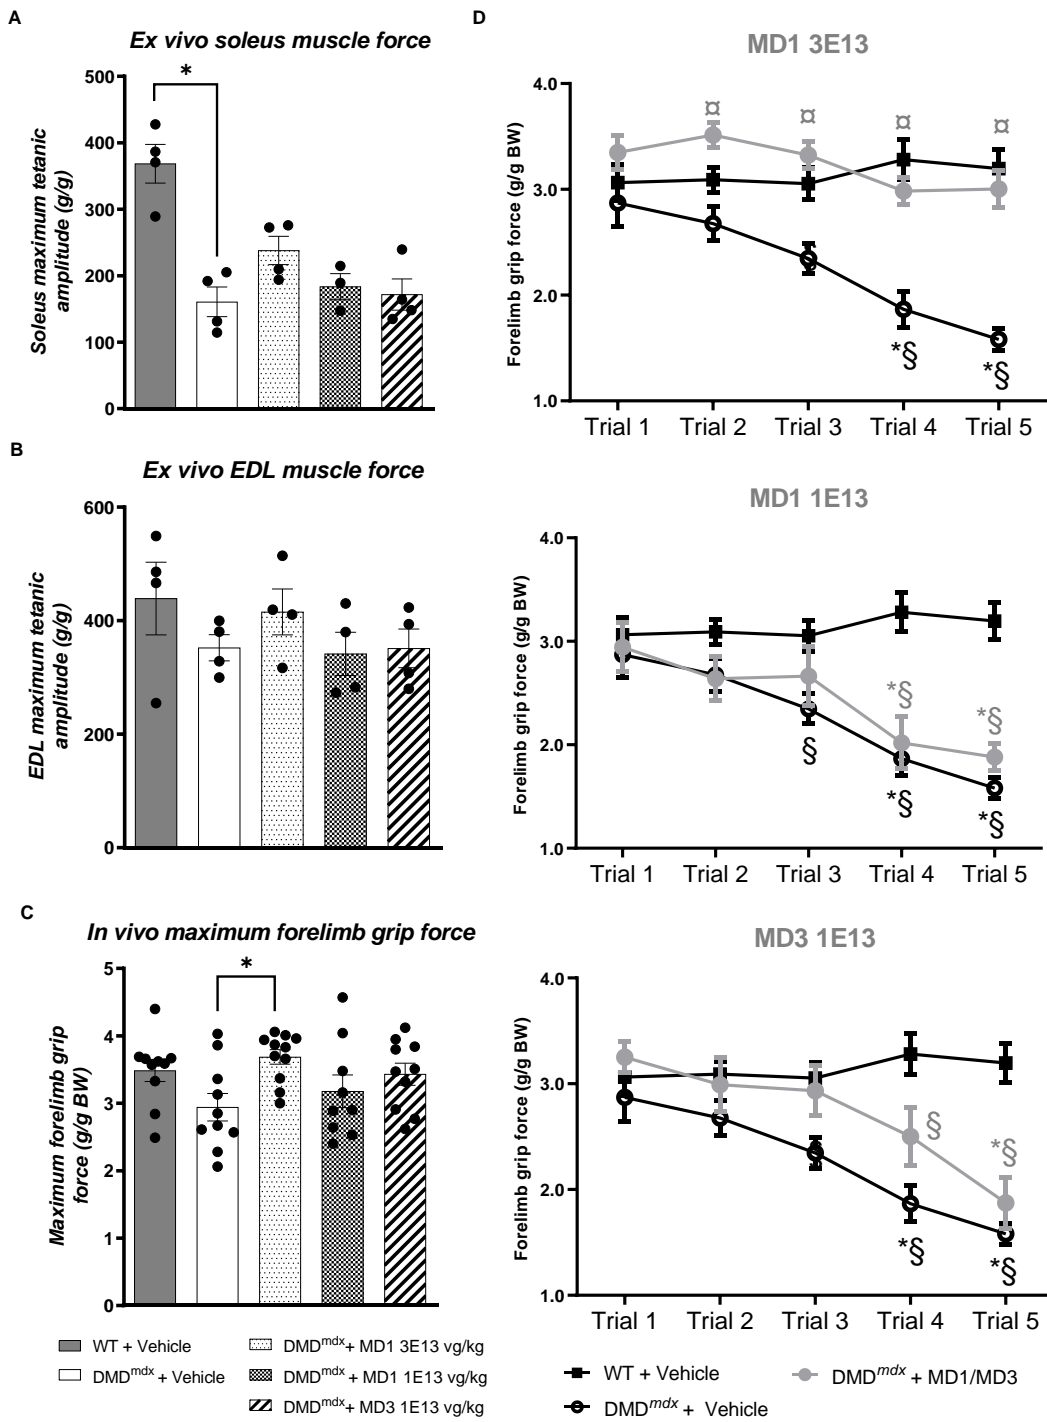 A
Ex vivo soleus muscle force
Soleus maximum tetanic
amplitude (g/g)
500
400
300
200
100
0
*
B
Ex vivo EDL muscle force
EDL maximum tetanic
amplitude (g/g)
600
400
200
0
C
In vivo maximum forelimb grip force
Maximum forelimb grip
force (g/g BW)
5
4
3
2
1
0
*
WT + Vehicle
DMDmdx + Vehicle
DMDmdx+ MD1 3E13 vg/kg
DMDmdx + MD1 1E13 vg/kg
DMDmdx+ MD3 1E13 vg/kg
D
MD1 3E13
Forelimb grip force (g/g BW)
4.0
3.0
2.0
1.0
¤ ¤ ¤ ¤
§
*§ *§
Trial 1 Trial 2 Trial 3 Trial 4 Trial 5
MD1 1E13
Forelimb grip force (g/g BW)
4.0
3.0
2.0
1.0
*§ *§
§ *§ *§
Trial 1 Trial 2 Trial 3 Trial 4 Trial 5
MD3 1E13
Forelimb grip force (g/g BW)
4.0
3.0
2.0
1.0
§ *§
§
*§ *§
Trial 1 Trial 2 Trial 3 Trial 4 Trial 5
WT + Vehicle
DMDmdx + Vehicle
DMDmdx + MD1/MD3